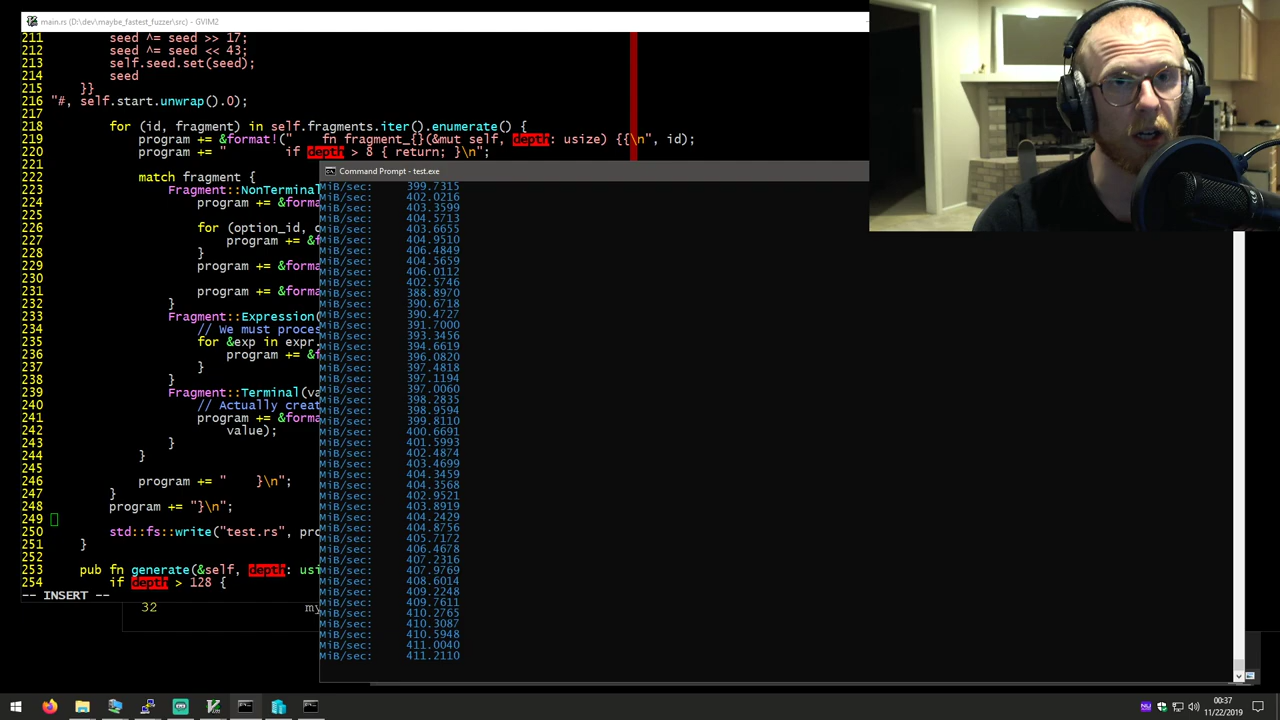 main.rs (D:\dev\maybe_fastest_fuzzer\src) - GVIM2
211 seed ^= seed >> 17;
212 seed ^= seed << 43;
213 self.seed.set(seed);
214 seed
215 }}
216 "#, self.start.unwrap().0);
217
218 for (id, fragment) in self.fragments.iter().enumerate() {
219 program += &format!(" fn fragment_{}(&mut self, depth: usize) {{\n", id);
220 program += " if depth > 8 { return; }\n";
221
222 match fragment {
223 Fragment::NonTerminal
224 program += &forma
225
226 for (option_id, o
227 program += &f
228 }
229 program += &forma
230
231 program += &forma
232 }
233 Fragment::Expression(
234 // We must proces
235 for &exp in expr.
236 program += &f
237 }
238 }
239 Fragment::Terminal(va
240 // Actually creat
241 program += &forma
242 value);
243 }
244 }
245
246 program += " }\n";
247 }
248 program += "}\n";
249
250 std::fs::write("test.rs", pro
251 }
252
253 pub fn generate(&self, depth: usi
254 if depth > 128 {
-- INSERT --
32 my
Command Prompt - test.exe
MiB/sec: 399.7315
MiB/sec: 402.0216
MiB/sec: 403.3599
MiB/sec: 404.5713
MiB/sec: 403.6655
MiB/sec: 404.9510
MiB/sec: 406.4849
MiB/sec: 404.5659
MiB/sec: 406.0112
MiB/sec: 402.5746
MiB/sec: 388.8970
MiB/sec: 390.6718
MiB/sec: 390.4727
MiB/sec: 391.7000
MiB/sec: 393.3456
MiB/sec: 394.6619
MiB/sec: 396.0820
MiB/sec: 397.4818
MiB/sec: 397.1194
MiB/sec: 397.0060
MiB/sec: 398.2835
MiB/sec: 398.9594
MiB/sec: 399.8110
MiB/sec: 400.6691
MiB/sec: 401.5993
MiB/sec: 402.4874
MiB/sec: 403.4699
MiB/sec: 404.3459
MiB/sec: 404.3568
MiB/sec: 402.9521
MiB/sec: 403.8919
MiB/sec: 404.2429
MiB/sec: 404.8756
MiB/sec: 405.7172
MiB/sec: 406.4678
MiB/sec: 407.2316
MiB/sec: 407.9769
MiB/sec: 408.6014
MiB/sec: 409.2248
MiB/sec: 409.7611
MiB/sec: 410.2765
MiB/sec: 410.3087
MiB/sec: 410.5948
MiB/sec: 411.0040
MiB/sec: 411.2110
00:37
11/22/2019